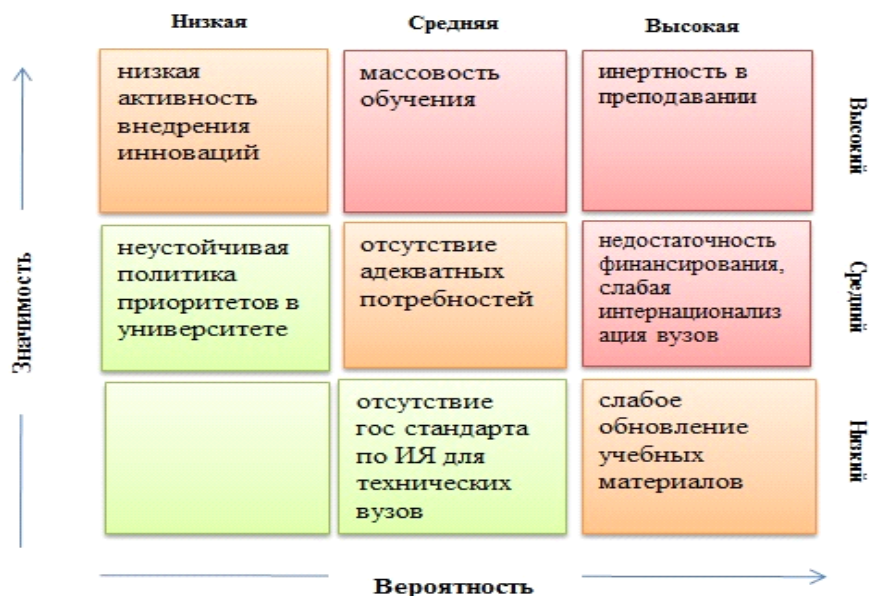 Низкая
Средняя
Высокая
низкая
активность
внедрения
инноваций
массовость
обучения
инертность в
преподавании
Высокий
неустойчивая
политика
приоритетов в
университете
отсутствие
адекватных
потребностей
недостаточность
финансирования,
слабая
интернационализ
ация вузов
Средний
Значимость
отсутствие
гос стандарта
по ИЯ для
технических
вузов
слабое
обновление
учебных
материалов
Низкий
Вероятность